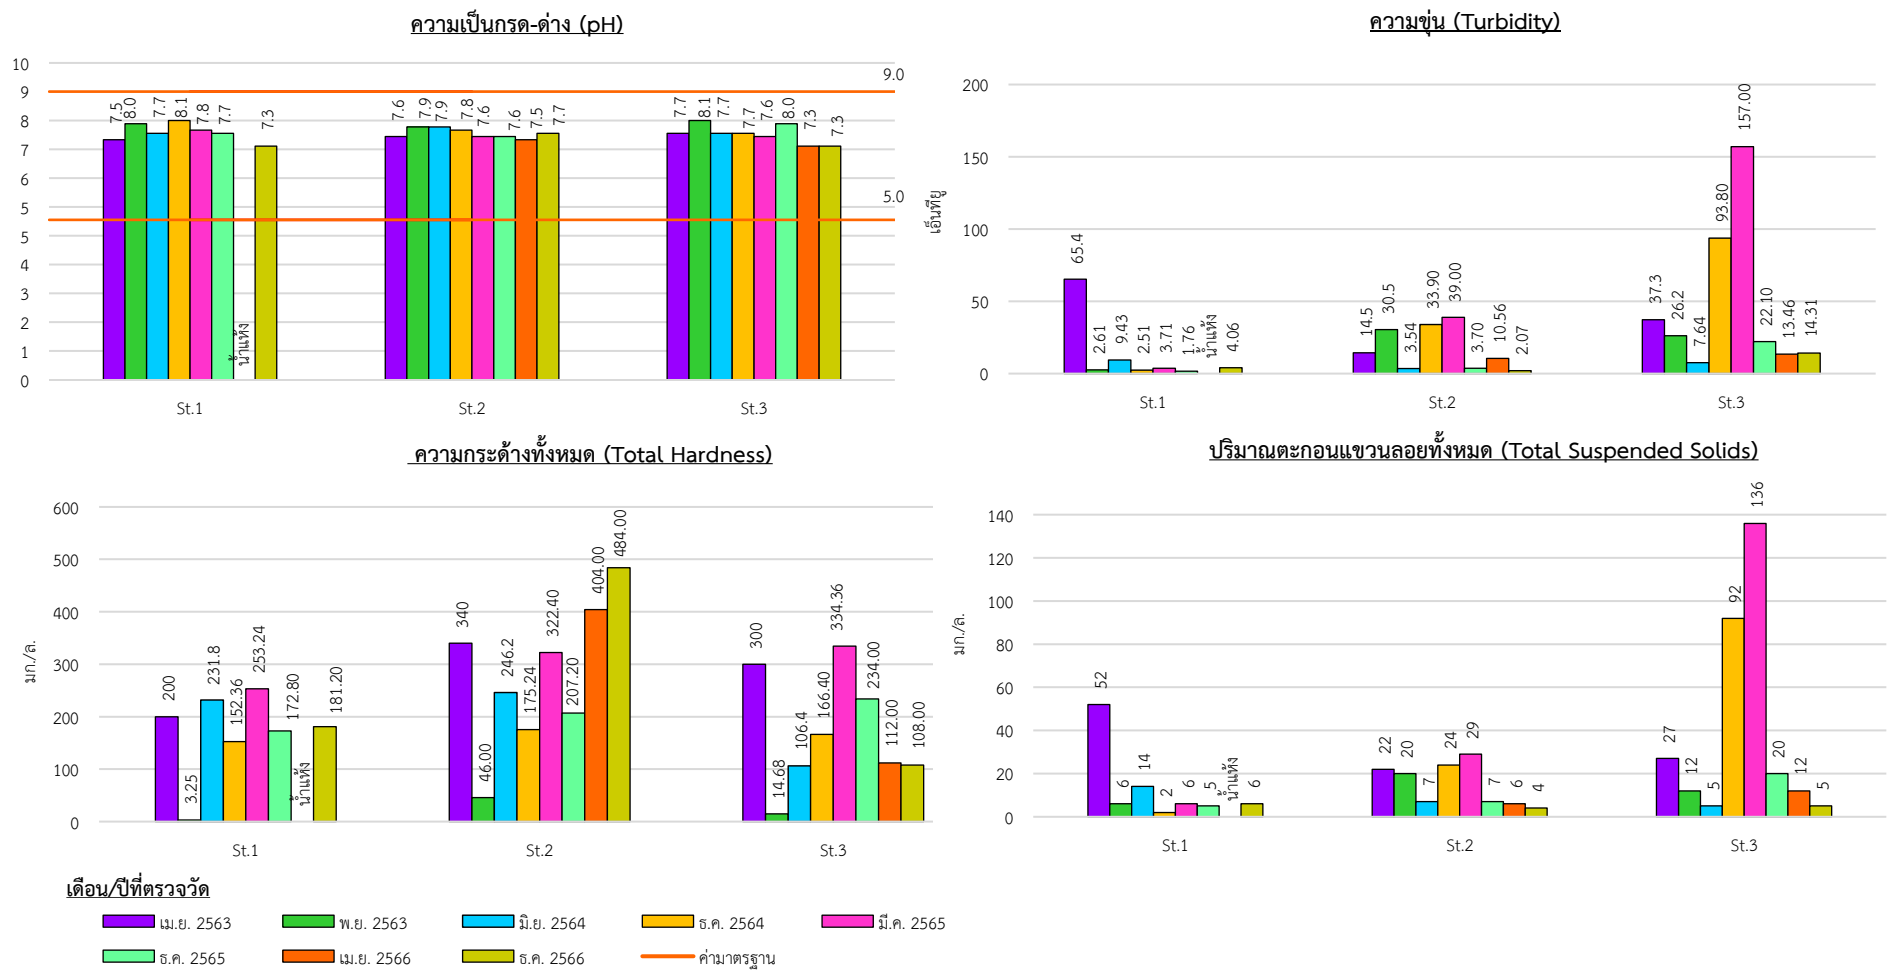 ความเป็นกรด-ด่าง (pH)
10
9
8
7
6
5
5
4
3
2
1
0
9.0
5.0
7.5 8.0 7.7 8.1 7.8 7.7 น้ำแห้ง 7.3
7.6 7.9 7.9 7.8 7.6 7.6 7.5 7.7
7.7 8.1 7.7 7.7 7.6 8.0 7.3 7.3
St.1 St.2 St.3
ความขุ่น (Turbidity)
เอ็นทียู
200
150
100
50
0
65.4 2.61 9.43 2.51 3.71 1.76 น้ำแห้ง 4.06
14.5 30.5 3.54 33.90 39.00 3.70 10.56 2.07
37.3 26.2 7.64 93.80 157.00 22.10 13.46 14.31
St.1 St.2 St.3
ความกระด้างทั้งหมด (Total Hardness)
มก./ล.
600
500
400
300
200
100
0
200 3.25 231.8 152.36 253.24 172.80 น้ำแห้ง 181.20
340 46.00 246.2 175.24 322.40 207.20 404.00 484.00
300 14.68 106.4 166.40 334.36 234.00 112.00 108.00
St.1 St.2 St.3
ปริมาณตะกอนแขวนลอยทั้งหมด (Total Suspended Solids)
มก./ล.
140
120
100
80
60
40
20
0
52 6 14 2 6 5 น้ำแห้ง 6
22 20 7 24 29 7 6 4
27 12 5 92 136 20 12 5
St.1 St.2 St.3
เดือน/ปีที่ตรวจวัด
เม.ย. 2563 พ.ย. 2563 มิ.ย. 2564 ธ.ค. 2564 มี.ค. 2565
ธ.ค. 2565 เม.ย. 2566 ธ.ค. 2566 ค่ามาตรฐาน